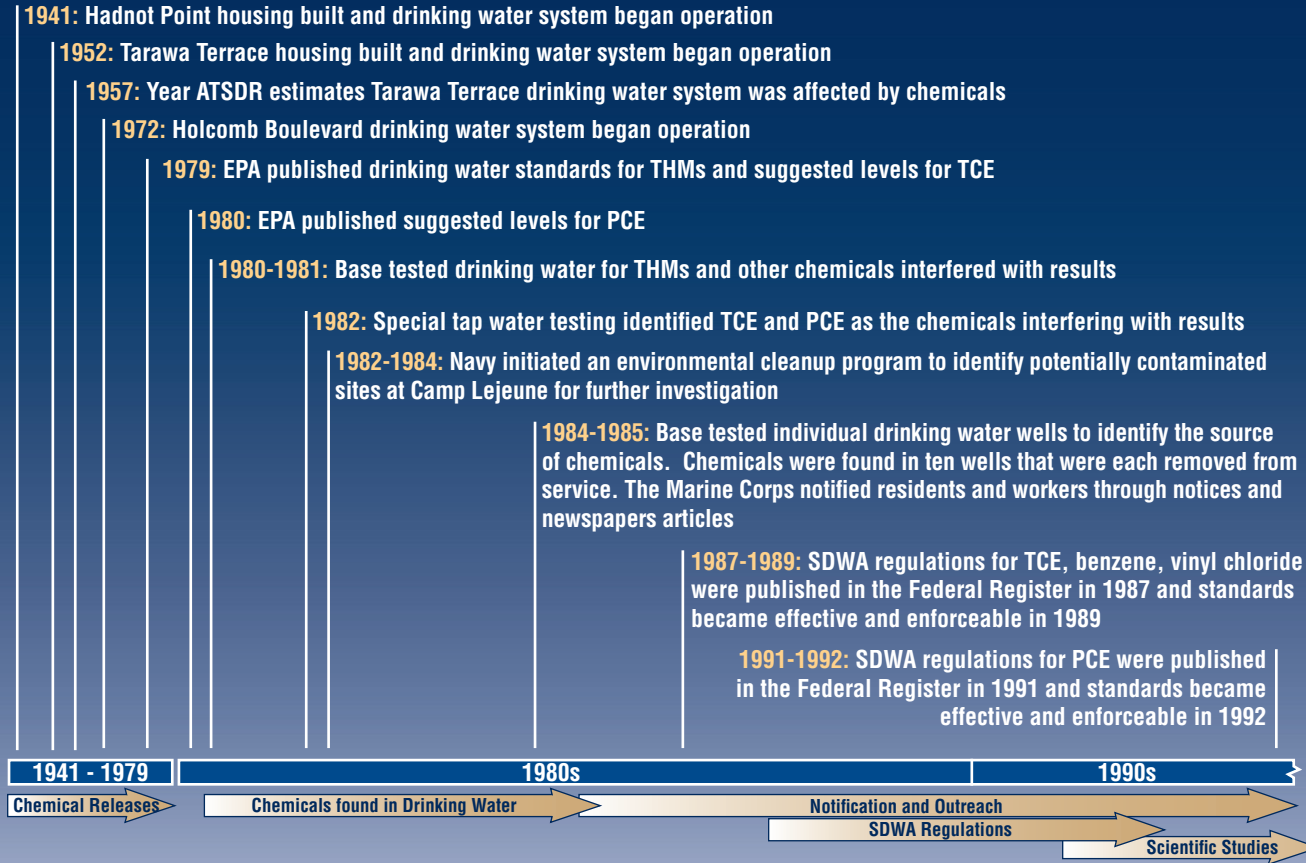 1941: Hadnot Point housing built and drinking water system began operation
1952: Tarawa Terrace housing built and drinking water system began operation
1957: Year ATSDR estimates Tarawa Terrace drinking water system was affected by chemicals
1972: Holcomb Boulevard drinking water system began operation
1979: EPA published drinking water standards for THMs and suggested levels for TCE
1980: EPA published suggested levels for PCE
1980-1981: Base tested drinking water for THMs and other chemicals interfered with results
1982: Special tap water testing identified TCE and PCE as the chemicals interfering with results
1982-1984: Navy initiated an environmental cleanup program to identify potentially contaminated
sites at Camp Lejeune for further investigation
1984-1985: Base tested individual drinking water wells to identify the source
of chemicals. Chemicals were found in ten wells that were each removed from
service. The Marine Corps notified residents and workers through notices and
newspapers articles
1987-1989: SDWA regulations for TCE, benzene, vinyl chloride
were published in the Federal Register in 1987 and standards
became effective and enforceable in 1989
1991-1992: SDWA regulations for PCE were published
in the Federal Register in 1991 and standards became
effective and enforceable in 1992
1941 - 1979
1980s
1990s
Chemical Releases
Chemicals found in Drinking Water
Notification and Outreach
SDWA Regulations
Scientific Studies